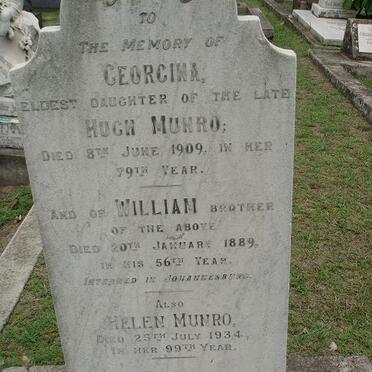 TO
THE MEMORY OF
GEORGINA,
ELDEST DAUGHTER OF THE LATE
HUGH MUNRO;
DIED 8TH JUNE 1909, IN HER
79TH YEAR.
AND OF WILLIAM BROTHER
OF THE ABOVE
DIED 20TH JANUARY 1889,
IN HIS 56TH YEAR.
INTERRED IN JOHANNESBURG.
ALSO
HELEN MUNRO,
DIED 25TH JULY 1934,
IN HER 99TH YEAR.